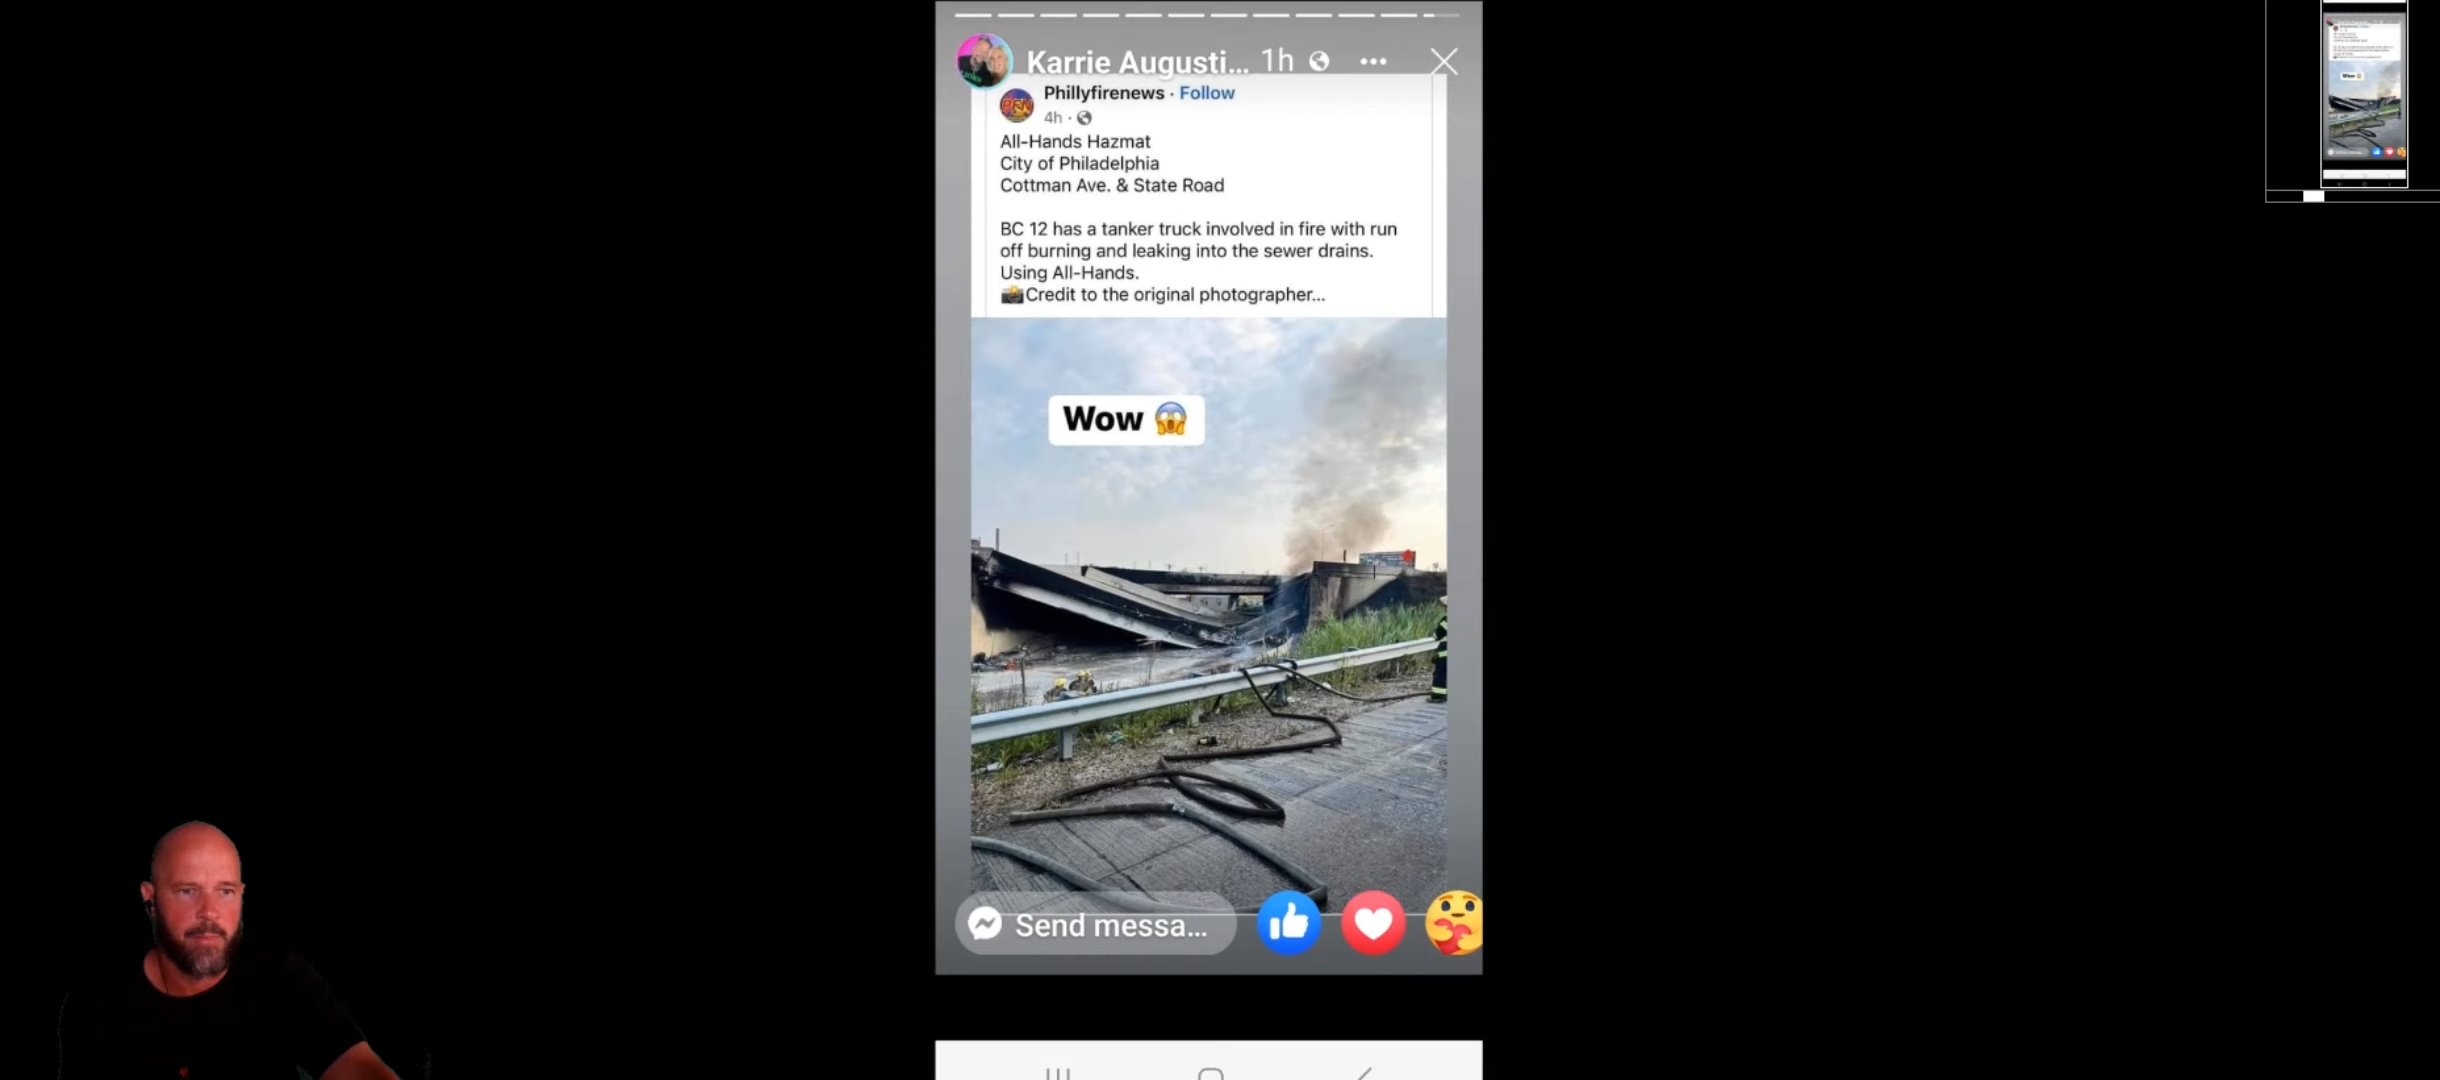 Karrie Augusti... 1h
Phillyfirenews · Follow
4h ·
All-Hands Hazmat
City of Philadelphia
Cottman Ave. & State Road
BC 12 has a tanker truck involved in fire with run
off burning and leaking into the sewer drains.
Using All-Hands.
📸Credit to the original photographer...
Wow 😱
Send messa...